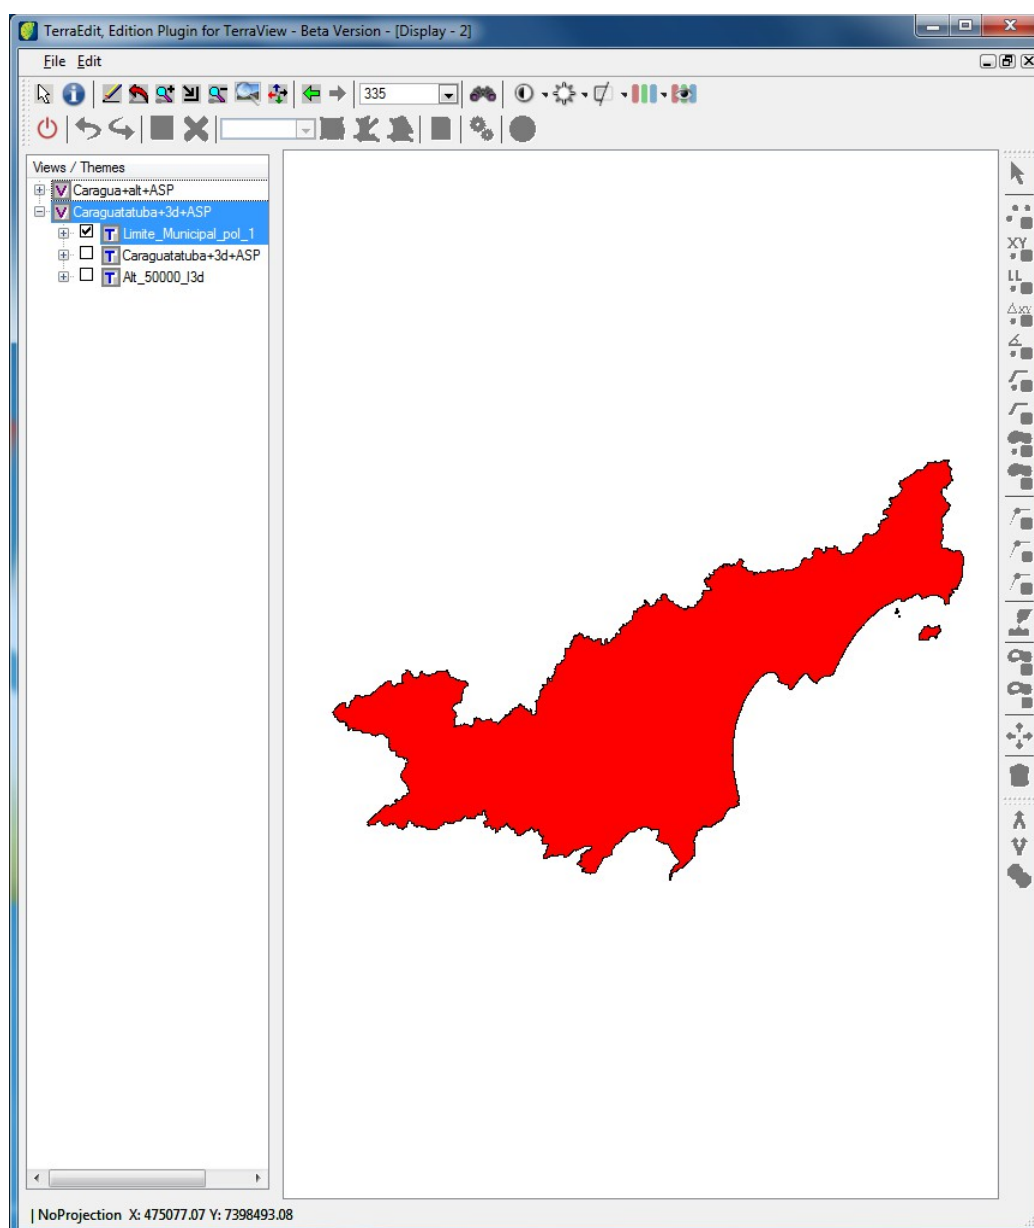 TerraEdit, Edition Plugin for TerraView - Beta Version - [Display - 2]
File Edit
335
Views / Themes
V Caragua+alt+ASP
V Caraguatatuba+3d+ASP
T Limite_Municipal_pol_1
T Caraguatatuba+3d+ASP
T Alt_50000_l3d
XY
LL
Δxy
| NoProjection X: 475077.07 Y: 7398493.08